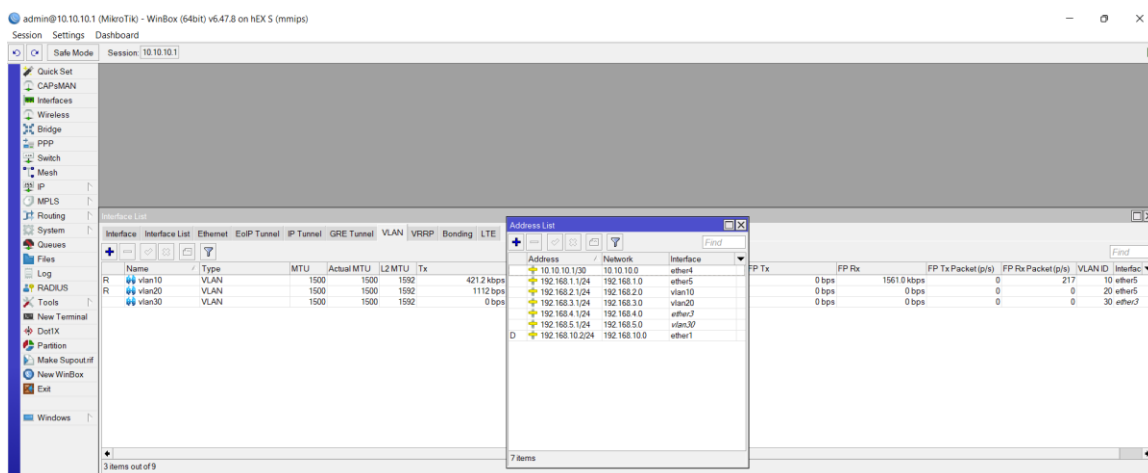 admin@10.10.10.1 (MikroTik) - WinBox (64bit) v6.47.8 on hEX S (mmips)
Session Settings Dashboard
Safe Mode Session: 10.10.10.1
Quick Set
CAPsMAN
Interfaces
Wireless
Bridge
PPP
Switch
Mesh
IP
MPLS
Routing
System
Queues
Files
Log
RADIUS
Tools
New Terminal
Dot1X
Partition
Make Supout.rif
New WinBox
Exit
Windows
Interface List
Interface Interface List Ethernet EoIP Tunnel IP Tunnel GRE Tunnel VLAN VRRP Bonding LTE
Find
Name Type MTU Actual MTU L2 MTU Tx FP Tx FP Rx FP Tx Packet (p/s) FP Rx Packet (p/s) VLAN ID Interfac
R vlan10 VLAN 1500 1500 1592 421.2 kbps 0 bps 1561.0 kbps 0 217 10 ether5
R vlan20 VLAN 1500 1500 1592 1112 bps 0 bps 0 bps 0 0 20 ether5
vlan30 VLAN 1500 1500 1592 0 bps 0 bps 0 bps 0 0 30 ether3
3 items out of 9
Address List
Find
Address Network Interface
10.10.10.1/30 10.10.10.0 ether4
192.168.1.1/24 192.168.1.0 ether5
192.168.2.1/24 192.168.2.0 vlan10
192.168.3.1/24 192.168.3.0 vlan20
192.168.4.1/24 192.168.4.0 ether3
192.168.5.1/24 192.168.5.0 vlan30
D 192.168.10.2/24 192.168.10.0 ether1
7 items